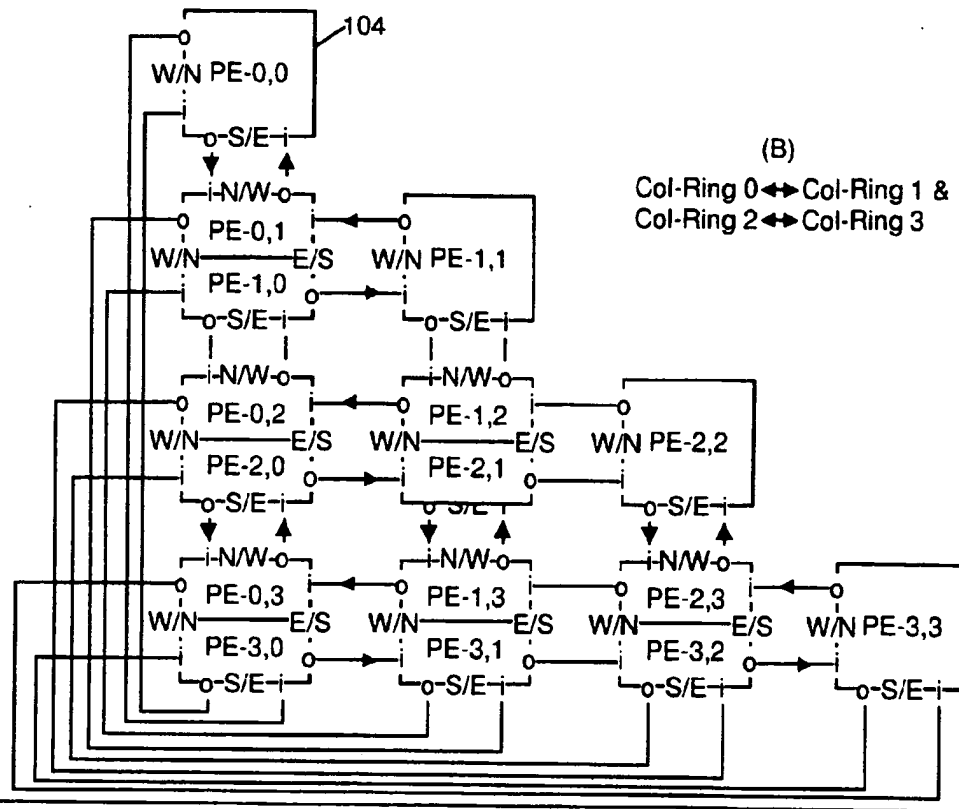 104
o
W/N PE-0,0
i
o S/E i
(B)
Col-Ring 0 ↔ Col-Ring 1 &
Col-Ring 2 ↔ Col-Ring 3
i N/W o
o PE-0,1 i o
W/N E/S W/N PE-1,1
i PE-1,0 o i
o S/E i o S/E i
i N/W o i N/W o
o PE-0,2 i o PE-1,2 i o
W/N E/S W/N E/S W/N PE-2,2
i PE-2,0 o i PE-2,1 o i
o S/E i o S/E i o S/E i
i N/W o i N/W o i N/W o
o PE-0,3 i o PE-1,3 i o PE-2,3 i o
W/N E/S W/N E/S W/N E/S W/N PE-3,3
i PE-3,0 o i PE-3,1 o i PE-3,2 o i
o S/E i o S/E i o S/E i o S/E i